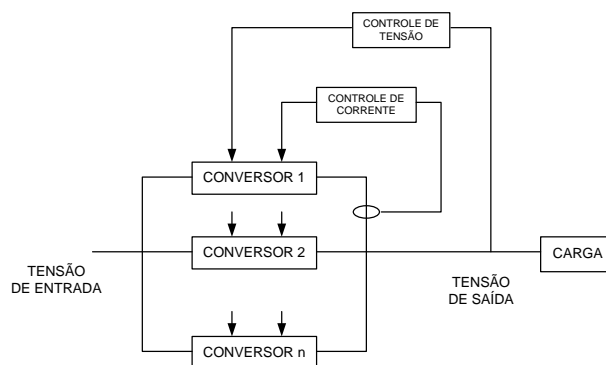 CONTROLE DE
TENSÃO
CONTROLE DE
CORRENTE
CONVERSOR 1
CONVERSOR 2
CARGA
TENSÃO
DE ENTRADA
TENSÃO
DE SAÍDA
CONVERSOR n